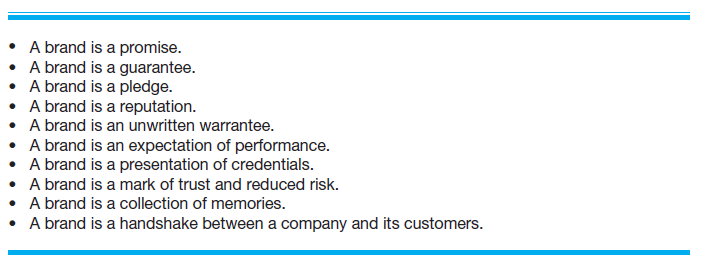 • A brand is a promise.
• A brand is a guarantee.
• A brand is a pledge.
• A brand is a reputation.
• A brand is an unwritten warrantee.
• A brand is an expectation of performance.
• A brand is a presentation of credentials.
• A brand is a mark of trust and reduced risk.
• A brand is a collection of memories.
• A brand is a handshake between a company and its customers.